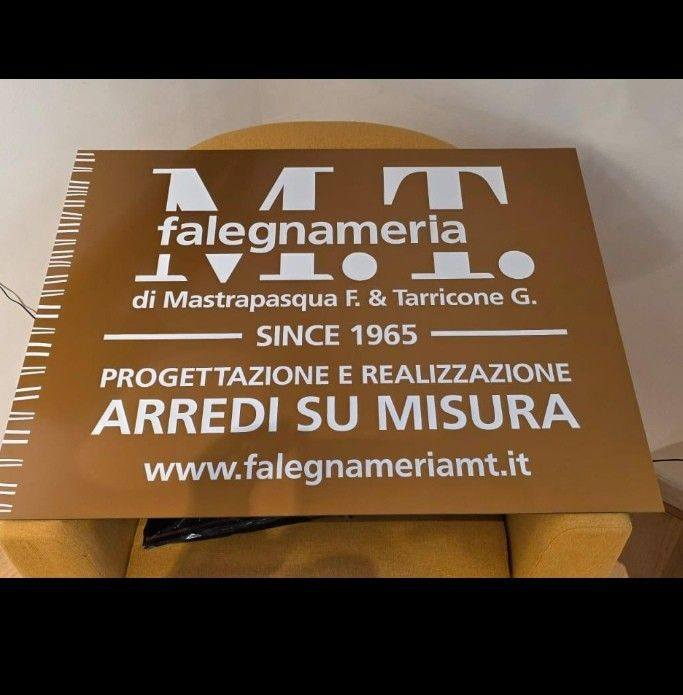 M.T.
falegnameria
di Mastrapasqua F. & Tarricone G.
SINCE 1965
PROGETTAZIONE E REALIZZAZIONE
ARREDI SU MISURA
www.falegnameriamt.it